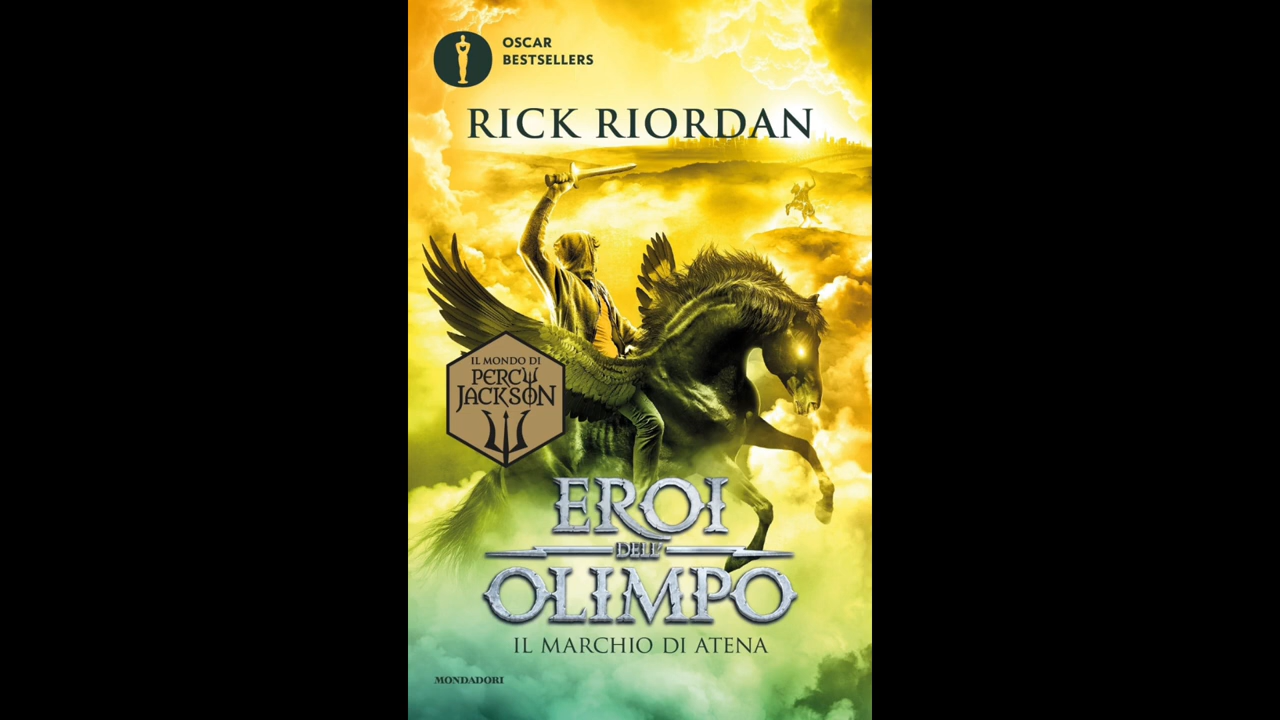 OSCAR
BESTSELLERS
RICK RIORDAN
IL MONDO DI
PERCY
JACKSON
EROI
DELL'
OLIMPO
IL MARCHIO DI ATENA
MONDADORI